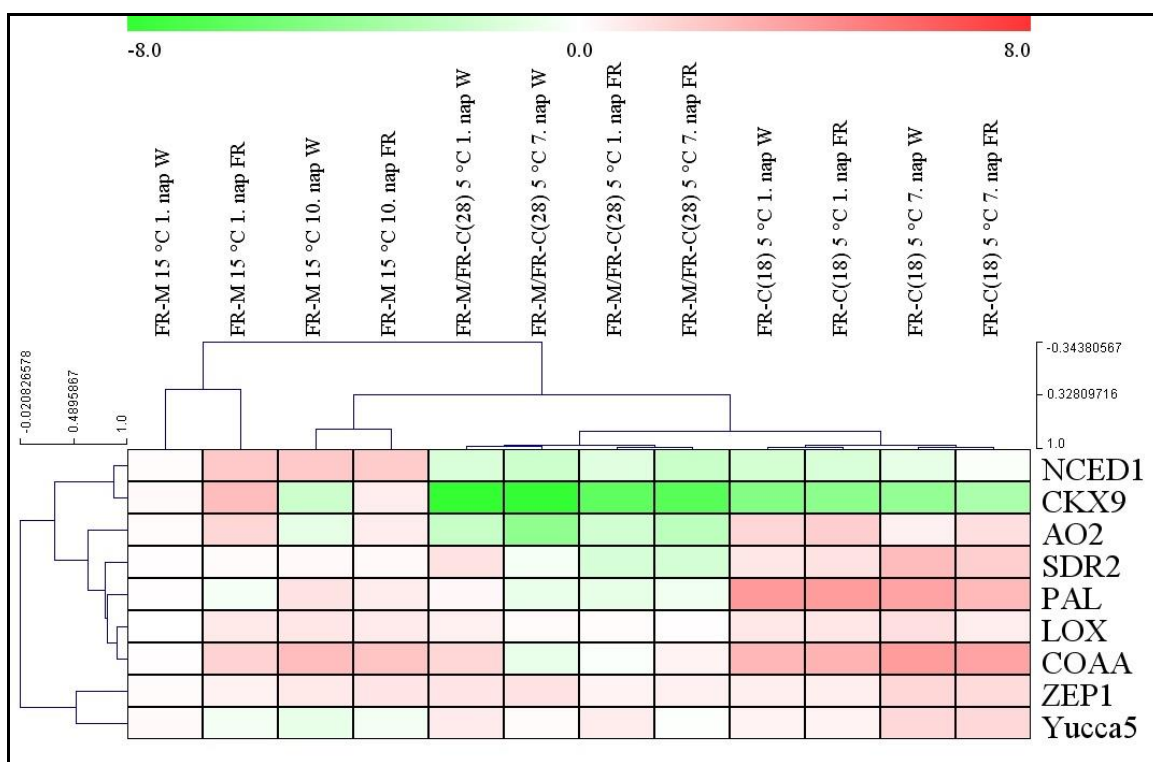 -8.0 0.0 8.0
FR-M 15 °C 1. nap W
FR-M 15 °C 1. nap FR
FR-M 15 °C 10. nap W
FR-M 15 °C 10. nap FR
FR-M/FR-C(28) 5 °C 1. nap W
FR-M/FR-C(28) 5 °C 7. nap W
FR-M/FR-C(28) 5 °C 1. nap FR
FR-M/FR-C(28) 5 °C 7. nap FR
FR-C(18) 5 °C 1. nap W
FR-C(18) 5 °C 1. nap FR
FR-C(18) 5 °C 7. nap W
FR-C(18) 5 °C 7. nap FR
-0.020826578
0.4895867
1.0
-0.34380567
0.32809716
1.0
NCED1
CKX9
AO2
SDR2
PAL
LOX
COAA
ZEP1
Yucca5